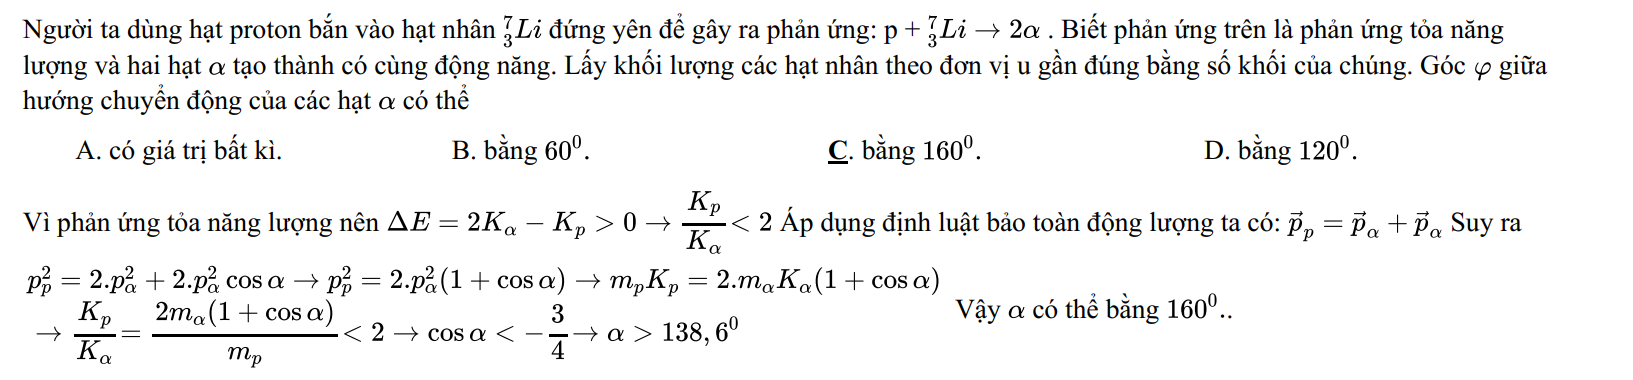 Người ta dùng hạt proton bắn vào hạt nhân $^{7}_{3}Li$ đứng yên để gây ra phản ứng: p + $^{7}_{3}Li \rightarrow 2\alpha$ . Biết phản ứng trên là phản ứng tỏa năng
lượng và hai hạt $\alpha$ tạo thành có cùng động năng. Lấy khối lượng các hạt nhân theo đơn vị u gần đúng bằng số khối của chúng. Góc $\varphi$ giữa
hướng chuyển động của các hạt $\alpha$ có thể
A. có giá trị bất kì. B. bằng $60^0$. C. bằng $160^0$. D. bằng $120^0$.
Vì phản ứng tỏa năng lượng nên $\Delta E = 2K_\alpha - K_p > 0 \rightarrow \frac{K_p}{K_\alpha} < 2$ Áp dụng định luật bảo toàn động lượng ta có: $\vec{p}_p = \vec{p}_\alpha + \vec{p}_\alpha$ Suy ra
$p_p^2 = 2.p_\alpha^2 + 2.p_\alpha^2 \cos\alpha \rightarrow p_p^2 = 2.p_\alpha^2(1 + \cos\alpha) \rightarrow m_pK_p = 2.m_\alpha K_\alpha(1 + \cos\alpha)$
$\rightarrow \frac{K_p}{K_\alpha} = \frac{2m_\alpha(1 + \cos\alpha)}{m_p} < 2 \rightarrow \cos\alpha < -\frac{3}{4} \rightarrow \alpha > 138,6^0$ Vậy $\alpha$ có thể bằng $160^0$..